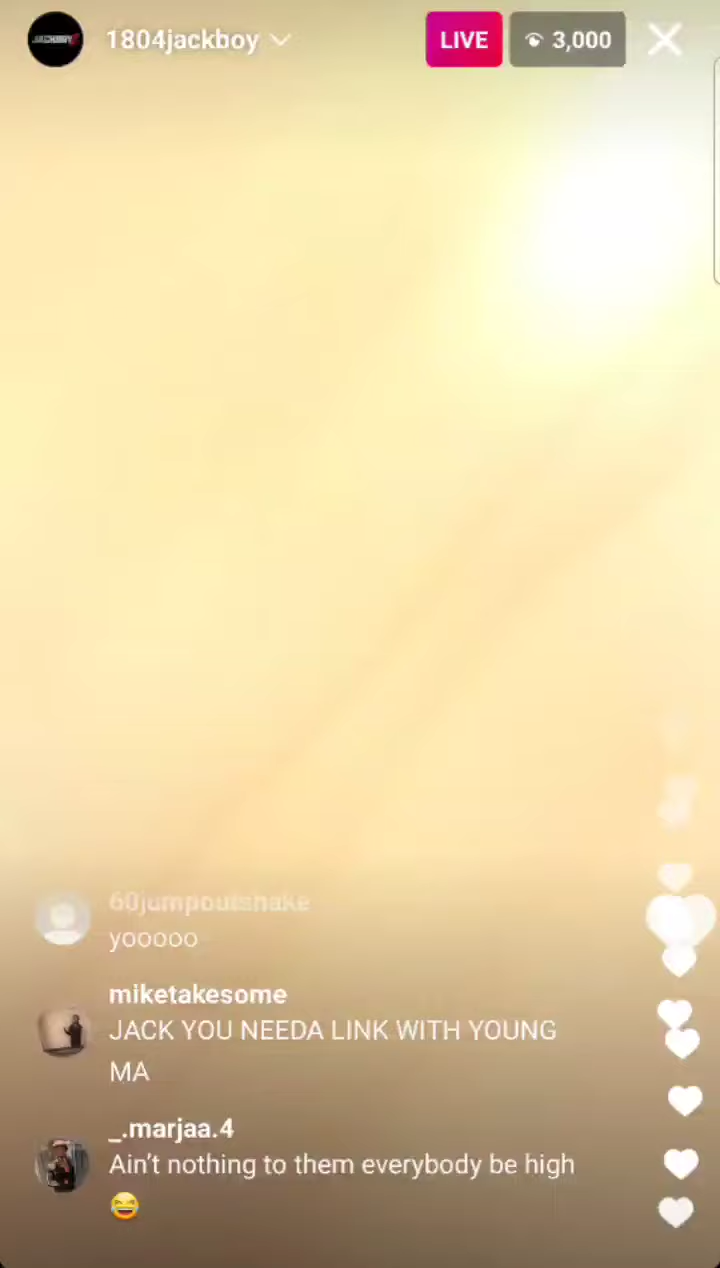 1804jackboy
LIVE
3,000
60jumpoutshake
yooooo
miketakesome
JACK YOU NEEDA LINK WITH YOUNG
MA
_.marjaa.4
Ain't nothing to them everybody be high
😂